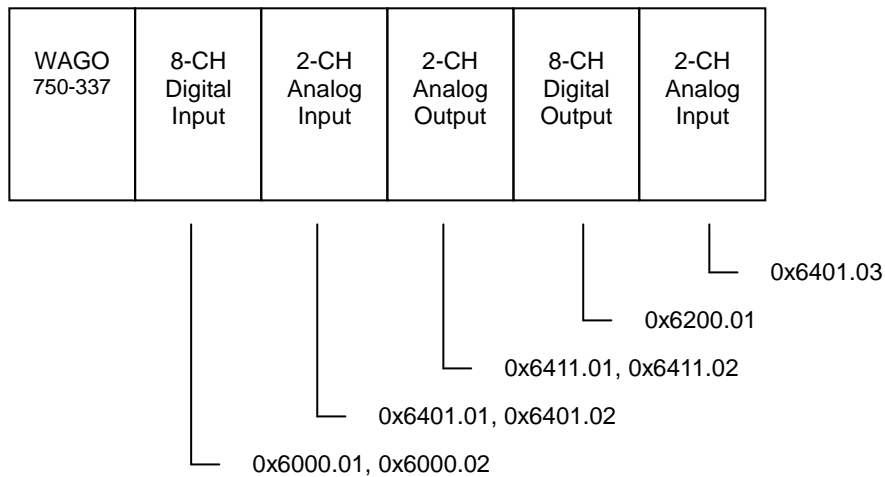 WAGO
750-337
8-CH
Digital
Input
2-CH
Analog
Input
2-CH
Analog
Output
8-CH
Digital
Output
2-CH
Analog
Input
0x6401.03
0x6200.01
0x6411.01, 0x6411.02
0x6401.01, 0x6401.02
0x6000.01, 0x6000.02